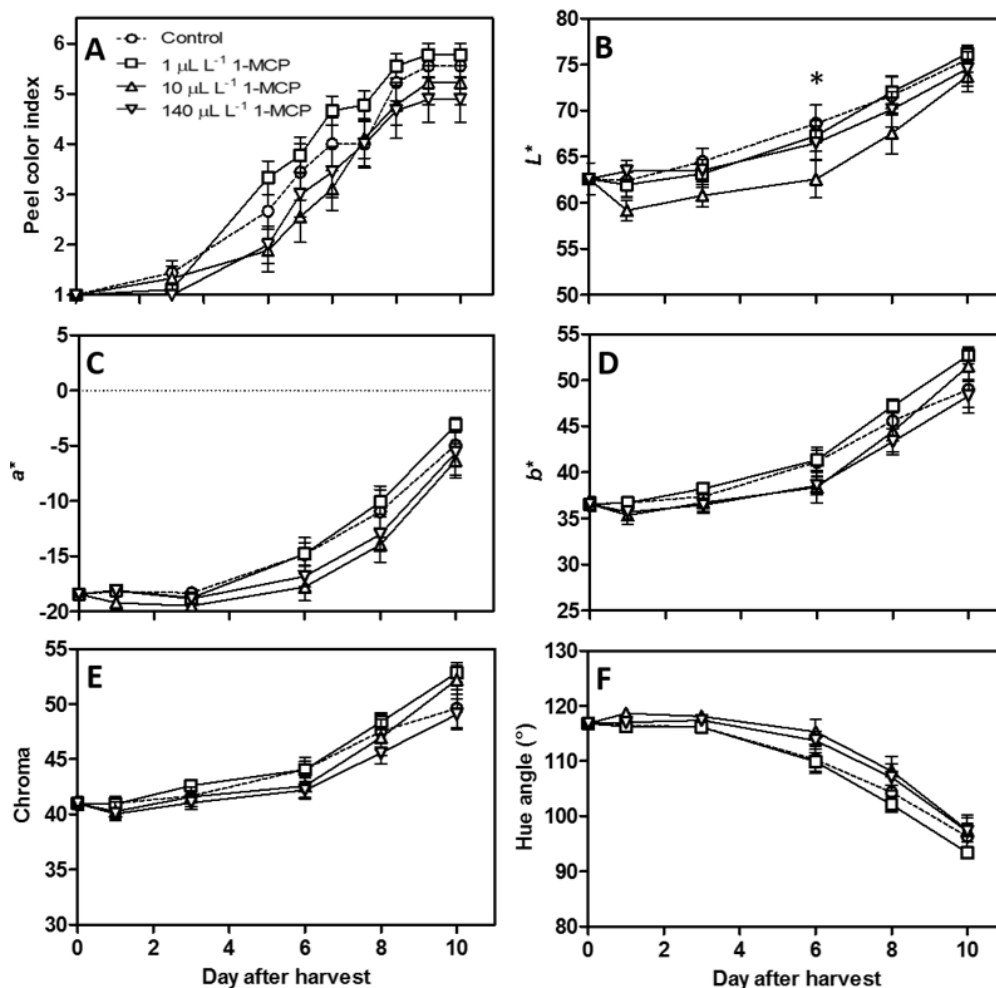 A
Control
1 μL L⁻¹ 1-MCP
10 μL L⁻¹ 1-MCP
140 μL L⁻¹ 1-MCP
Peel color index
6
5
4
3
2
1
B
*
L*
80
75
70
65
60
55
50
C
a*
5
0
-5
-10
-15
-20
D
b*
55
50
45
40
35
30
25
E
Chroma
55
50
45
40
35
30
0 2 4 6 8 10
Day after harvest
F
Hue angle (°)
130
120
110
100
90
80
0 2 4 6 8 10
Day after harvest